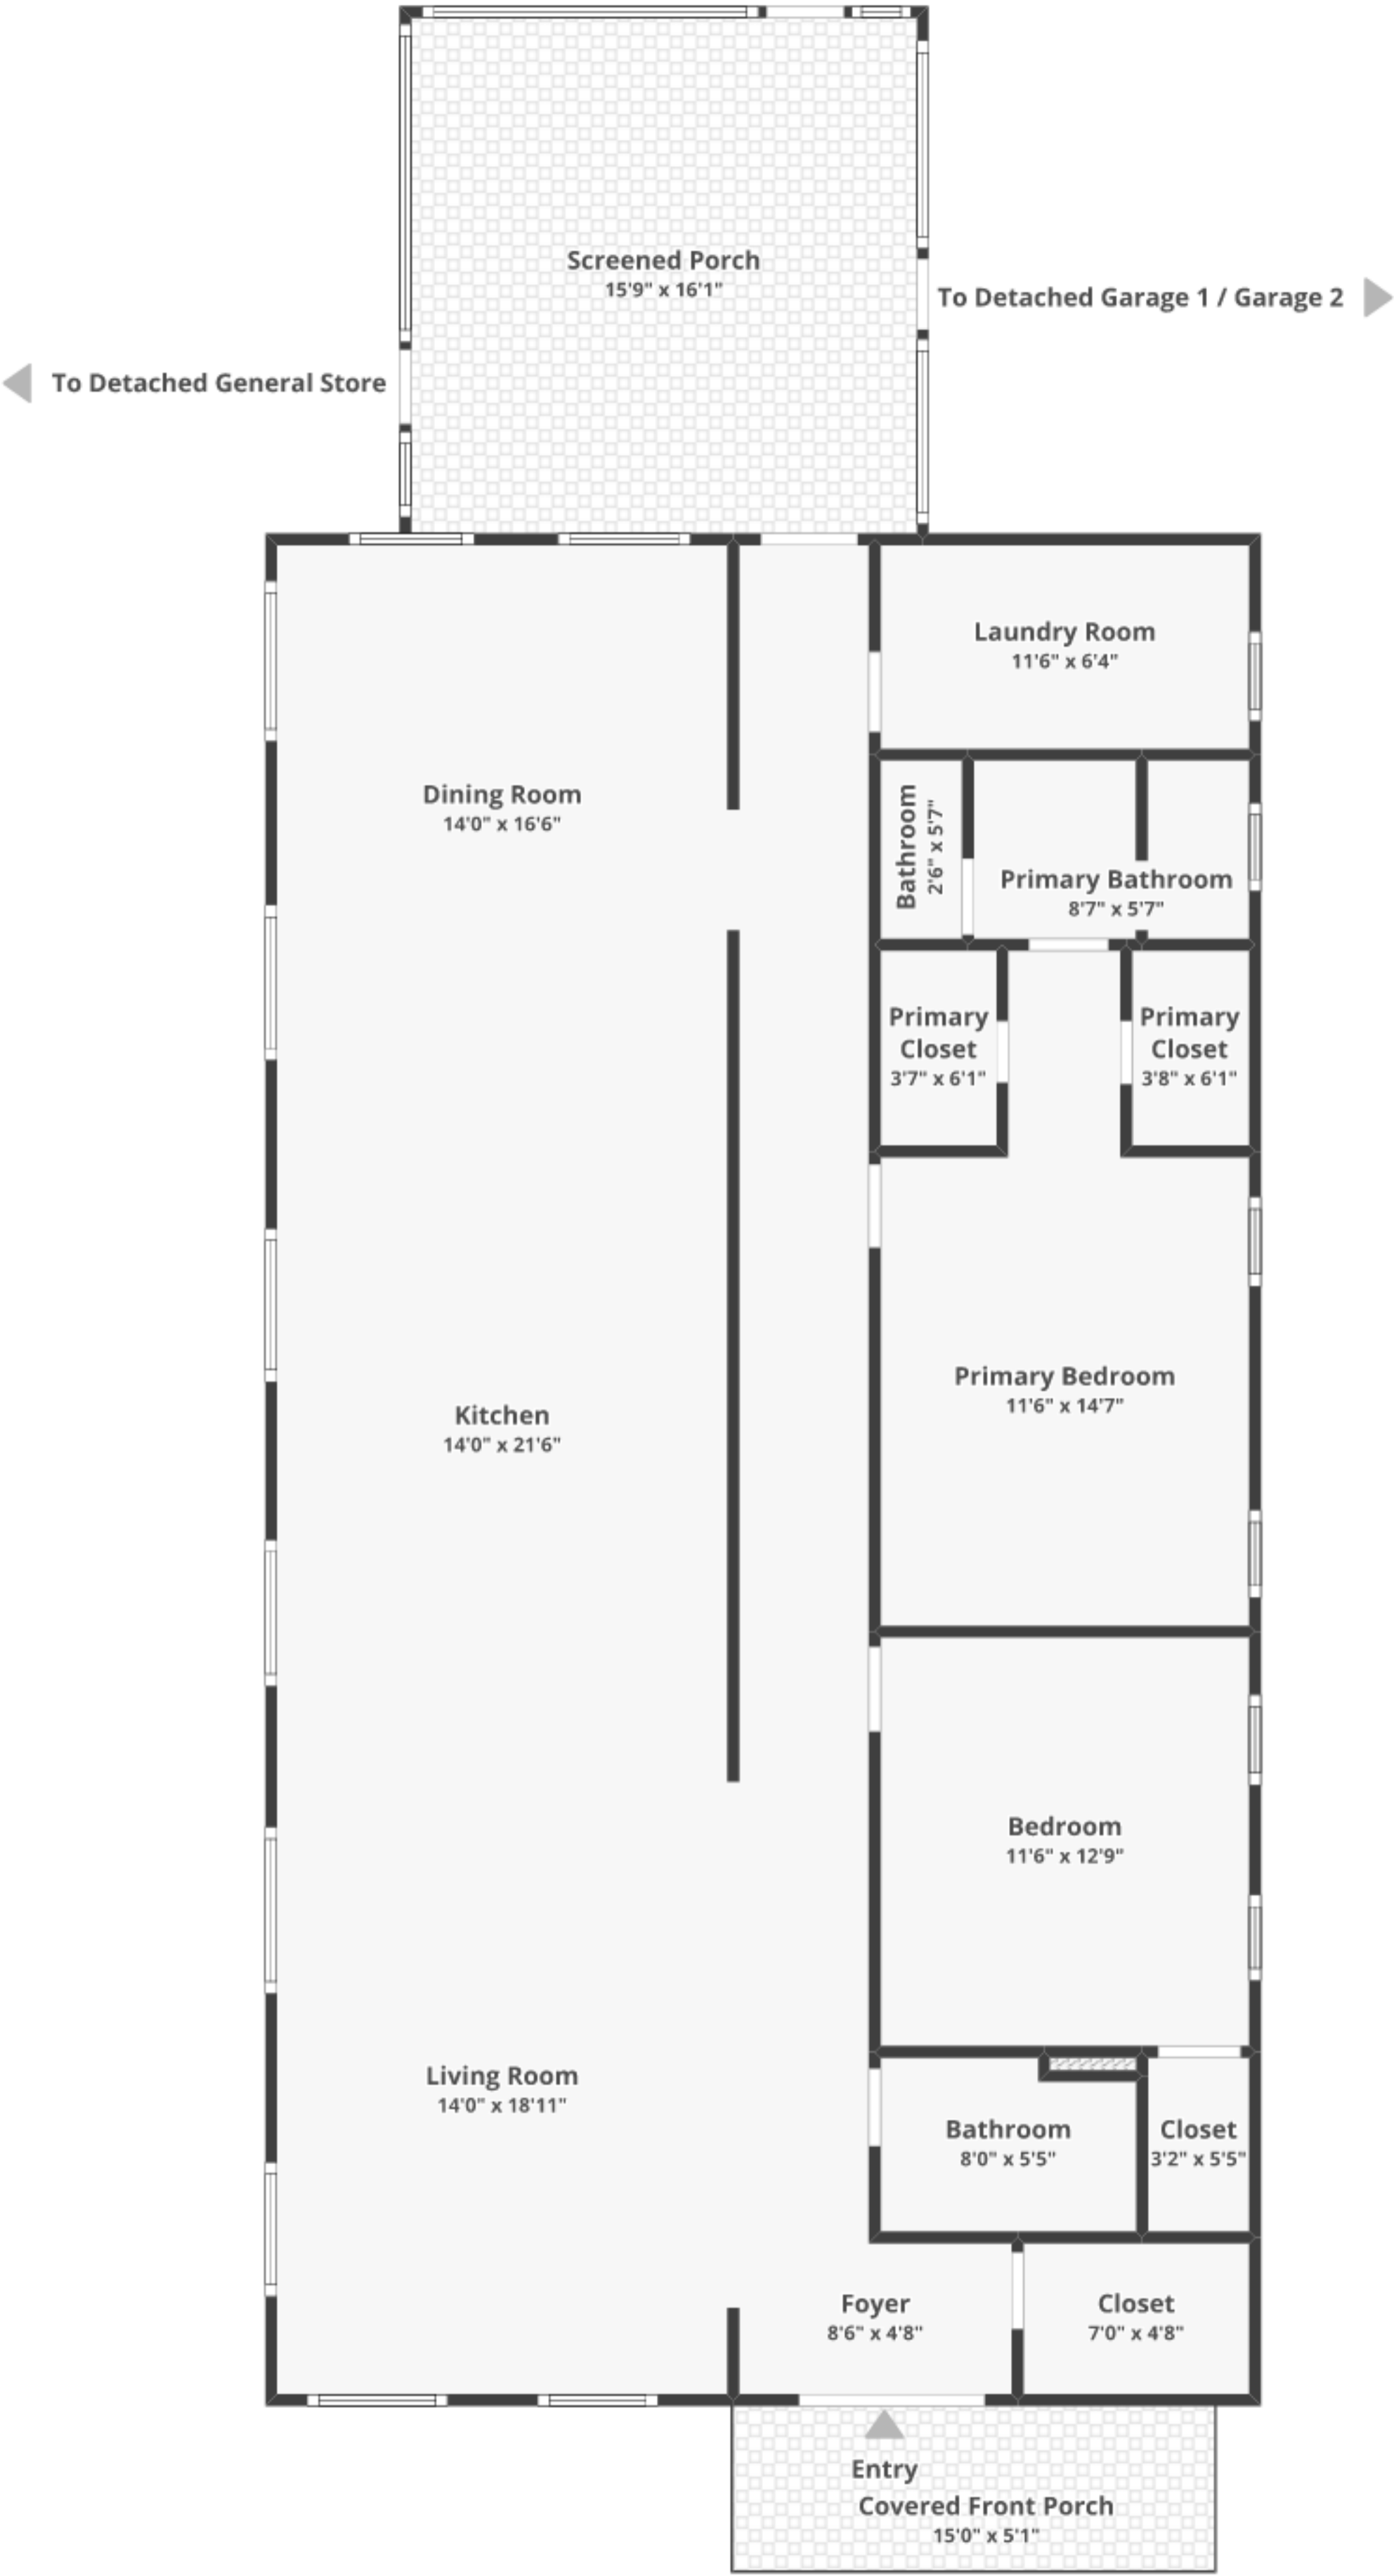 Screened Porch
15'9" x 16'1"
To Detached Garage 1 / Garage 2
To Detached General Store
Laundry Room
11'6" x 6'4"
Dining Room
14'0" x 16'6"
Bathroom
2'6" x 5'7"
Primary Bathroom
8'7" x 5'7"
Primary
Closet
3'7" x 6'1"
Primary
Closet
3'8" x 6'1"
Primary Bedroom
11'6" x 14'7"
Kitchen
14'0" x 21'6"
Bedroom
11'6" x 12'9"
Living Room
14'0" x 18'11"
Bathroom
8'0" x 5'5"
Closet
3'2" x 5'5"
Foyer
8'6" x 4'8"
Closet
7'0" x 4'8"
Entry
Covered Front Porch
15'0" x 5'1"